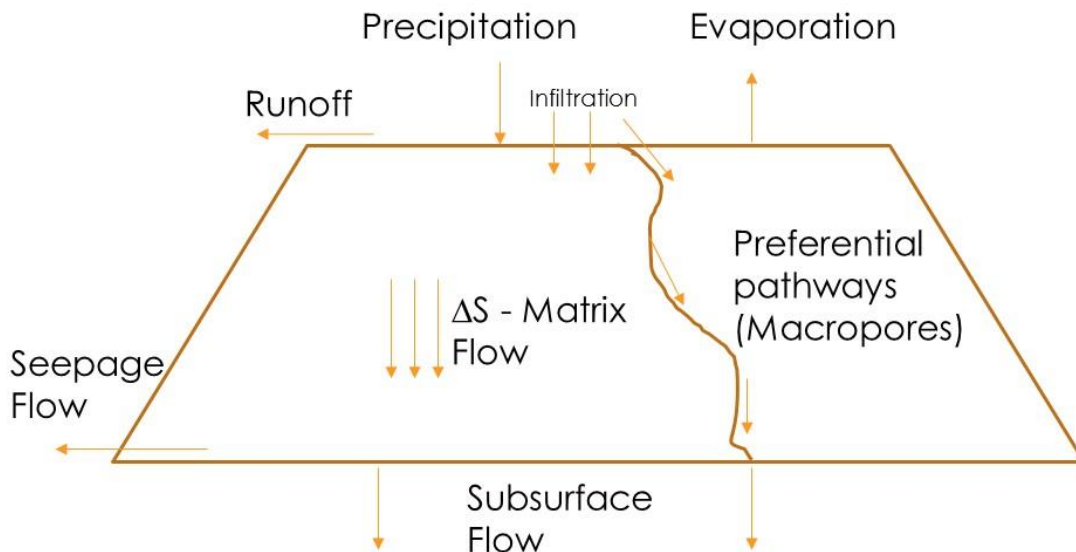 Precipitation
Evaporation
Runoff
Infiltration
Preferential
pathways
(Macropores)
ΔS - Matrix
Flow
Seepage
Flow
Subsurface
Flow